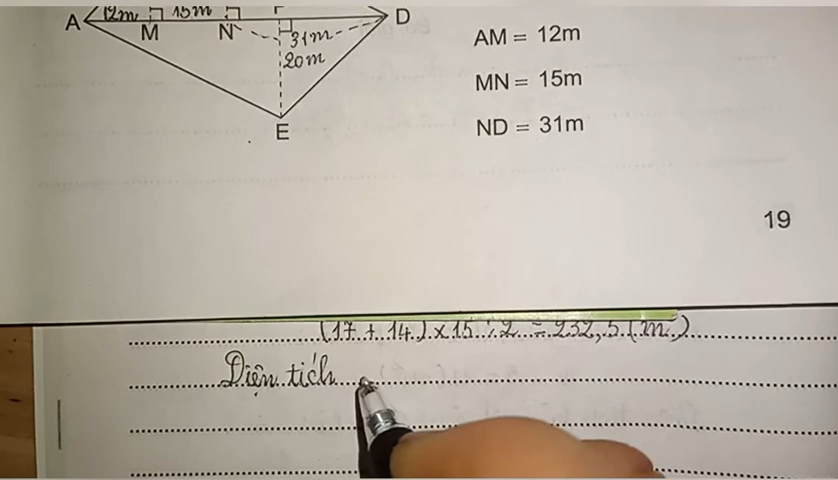 12m 15m
A M N D
31m
20m
E
AM = 12m
MN = 15m
ND = 31m
19
(17 + 14) x 15 : 2 = 232,5 (m )
Diện tích